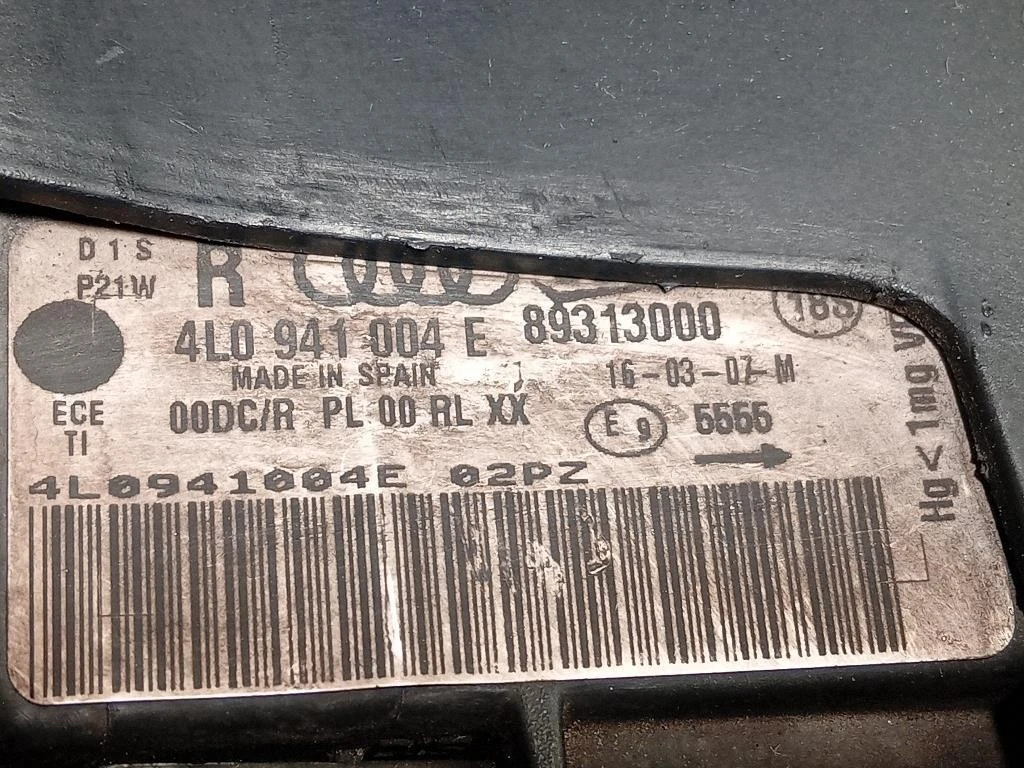 D1S
P21W
R
4L0 941 004 E 89313000
MADE IN SPAIN 16-03-07-M
ECE
TI
00DC/R PL 00 RL XX
E 9 5555
4L0941004E 02PZ
Hg < 1mg